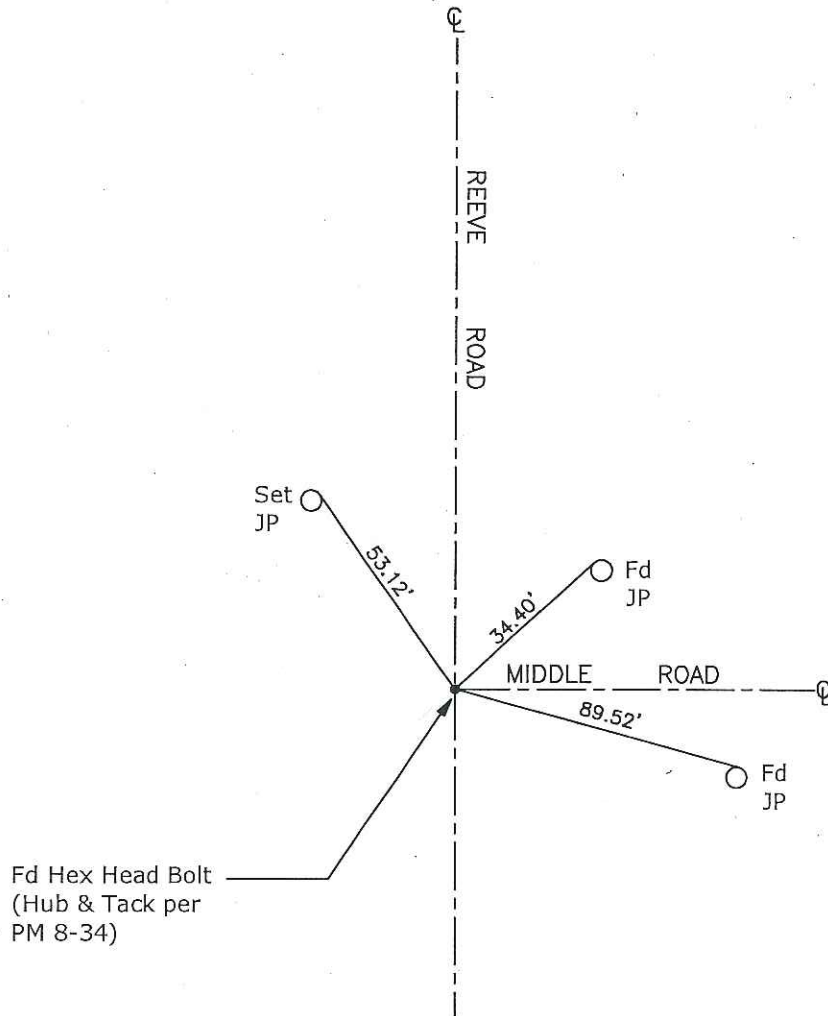 ℄
REEVE ROAD
Set
JP
53.12'
34.40'
Fd
JP
MIDDLE ROAD
℄
89.52'
Fd
JP
Fd Hex Head Bolt
(Hub & Tack per
PM 8-34)